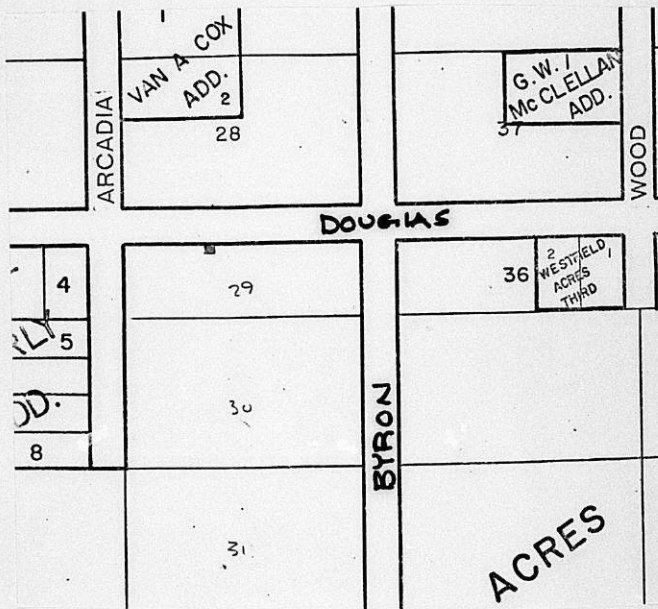 1
VAN A COX
ADD.
2
28
ARCADIA
G.W.
McCLELLAN
ADD.
37
WOOD
DOUGLAS
4
5
8
29
30
31
36
2
1
WESTFIELD
ACRES
THIRD
BYRON
ACRES